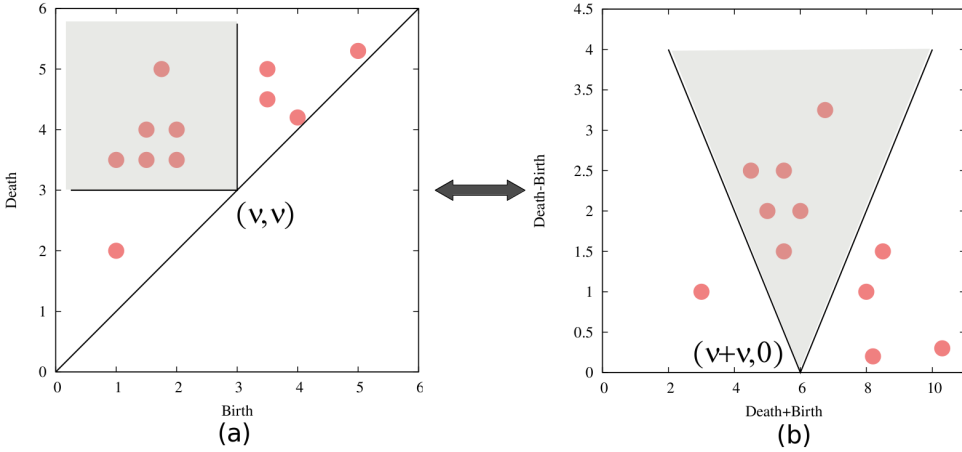 6
5
4
3
2
1
0
Death
0 1 2 3 4 5 6
Birth
(ν,ν)
(a)
4.5
4
3.5
3
2.5
2
1.5
1
0.5
0
Death-Birth
2 4 6 8 10
Death+Birth
(ν+ν,0)
(b)